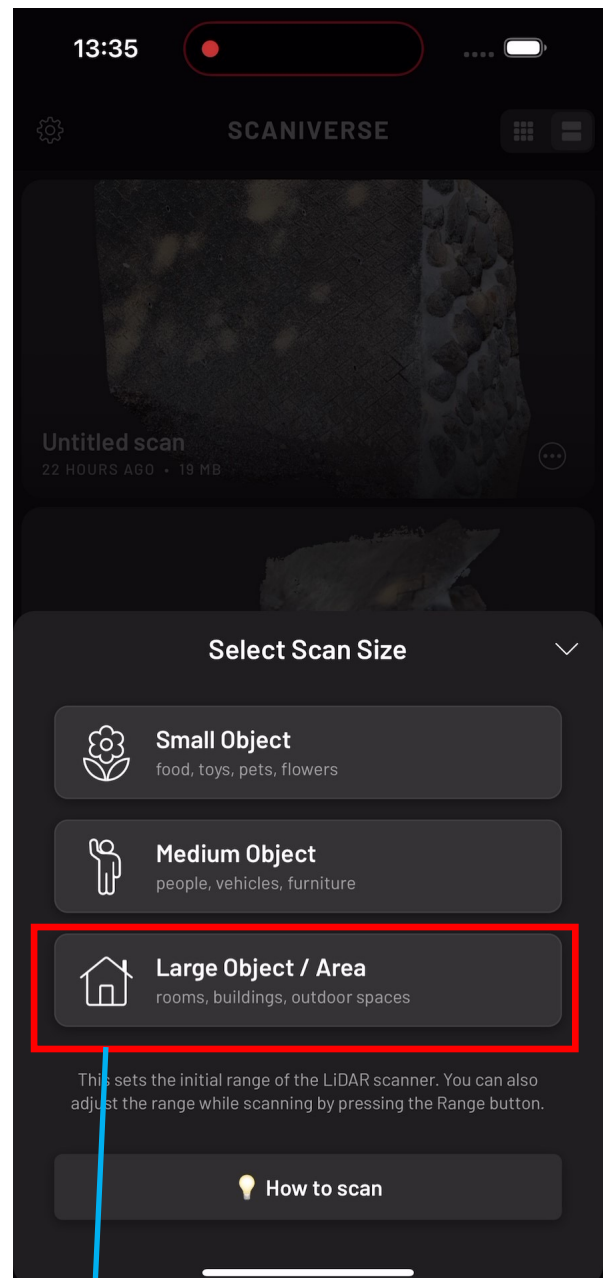 13:35
SCANIVERSE
Untitled scan
22 HOURS AGO • 19 MB
Select Scan Size
Small Object
food, toys, pets, flowers
Medium Object
people, vehicles, furniture
Large Object / Area
rooms, buildings, outdoor spaces
This sets the initial range of the LiDAR scanner. You can also
adjust the range while scanning by pressing the Range button.
How to scan